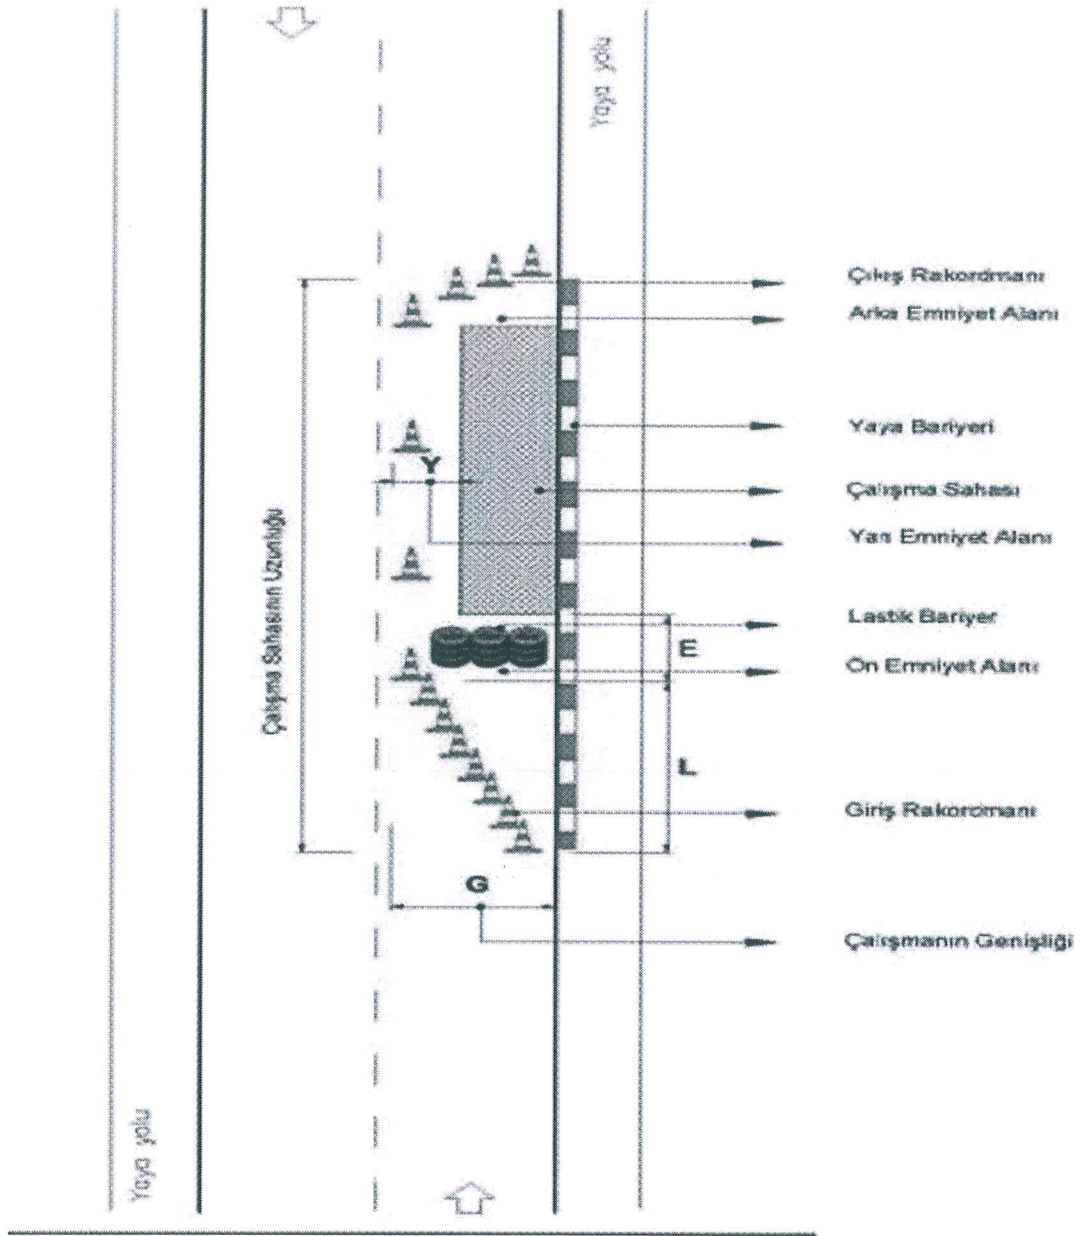 Yaya yolu
Çıkış Rakordmanı
Arka Emniyet Alanı
Yaya Bariyeri
Y
Çalışma Sahası
Çalışma Sahasının Uzunluğu
Yan Emniyet Alanı
Lastik Bariyer
E
Ön Emniyet Alanı
L
Giriş Rakordmanı
G
Çalışmanın Genişliği
Yaya yolu